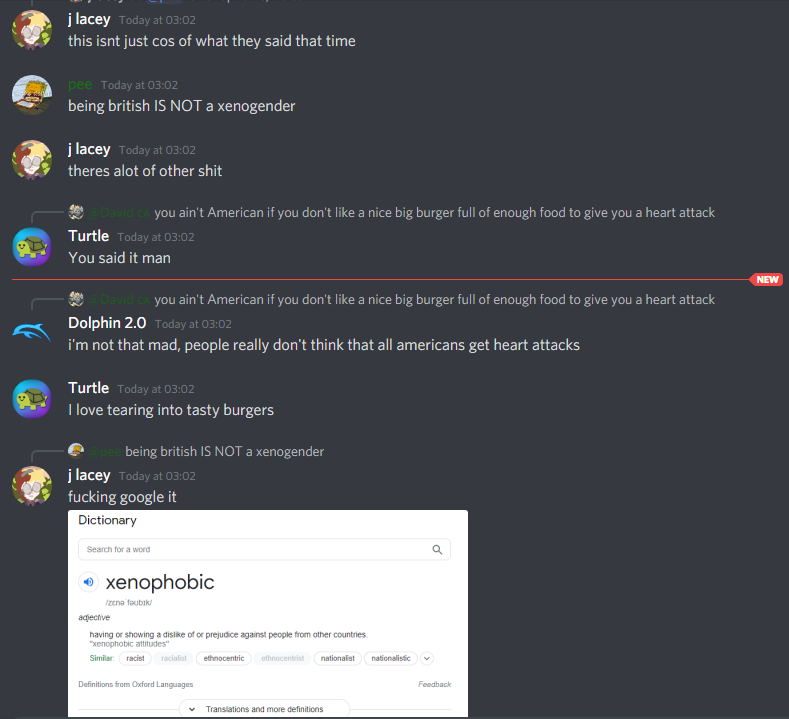 j lacey Today at 03:02
this isnt just cos of what they said that time
pee Today at 03:02
being british IS NOT a xenogender
j lacey Today at 03:02
theres alot of other shit
@David ca you ain't American if you don't like a nice big burger full of enough food to give you a heart attack
Turtle Today at 03:02
You said it man
NEW
@David ca you ain't American if you don't like a nice big burger full of enough food to give you a heart attack
Dolphin 2.0 Today at 03:02
i'm not that mad, people really don't think that all americans get heart attacks
Turtle Today at 03:02
I love tearing into tasty burgers
@pee being british IS NOT a xenogender
j lacey Today at 03:02
fucking google it
Dictionary
Search for a word
xenophobic
/zɛnəˈfəʊbɪk/
adjective
having or showing a dislike of or prejudice against people from other countries.
"xenophobic attitudes"
Similar: racist racialist ethnocentric ethnocentrist nationalist nationalistic
Definitions from Oxford Languages Feedback
Translations and more definitions